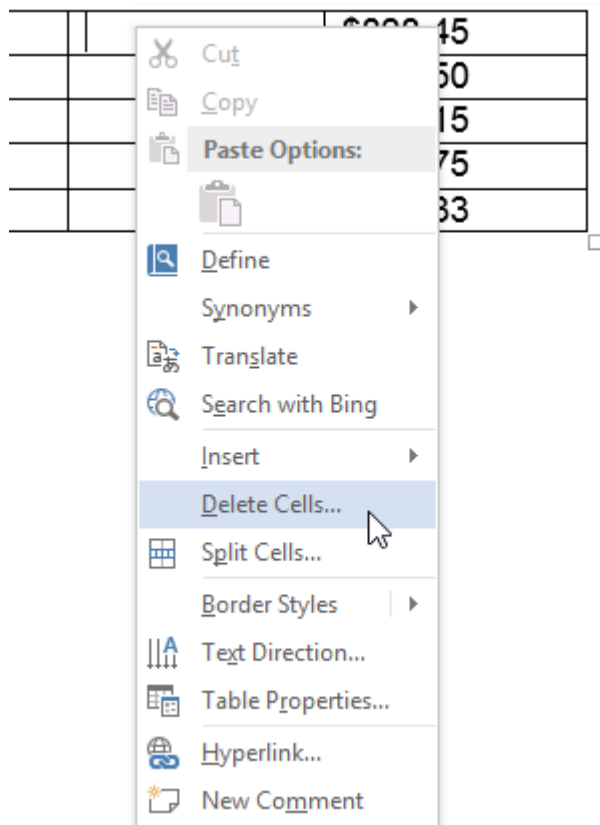 45
Cut
50
Copy
15
Paste Options:
75
33
Define
Synonyms
Translate
Search with Bing
Insert
Delete Cells...
Split Cells...
Border Styles
Text Direction...
Table Properties...
Hyperlink...
New Comment